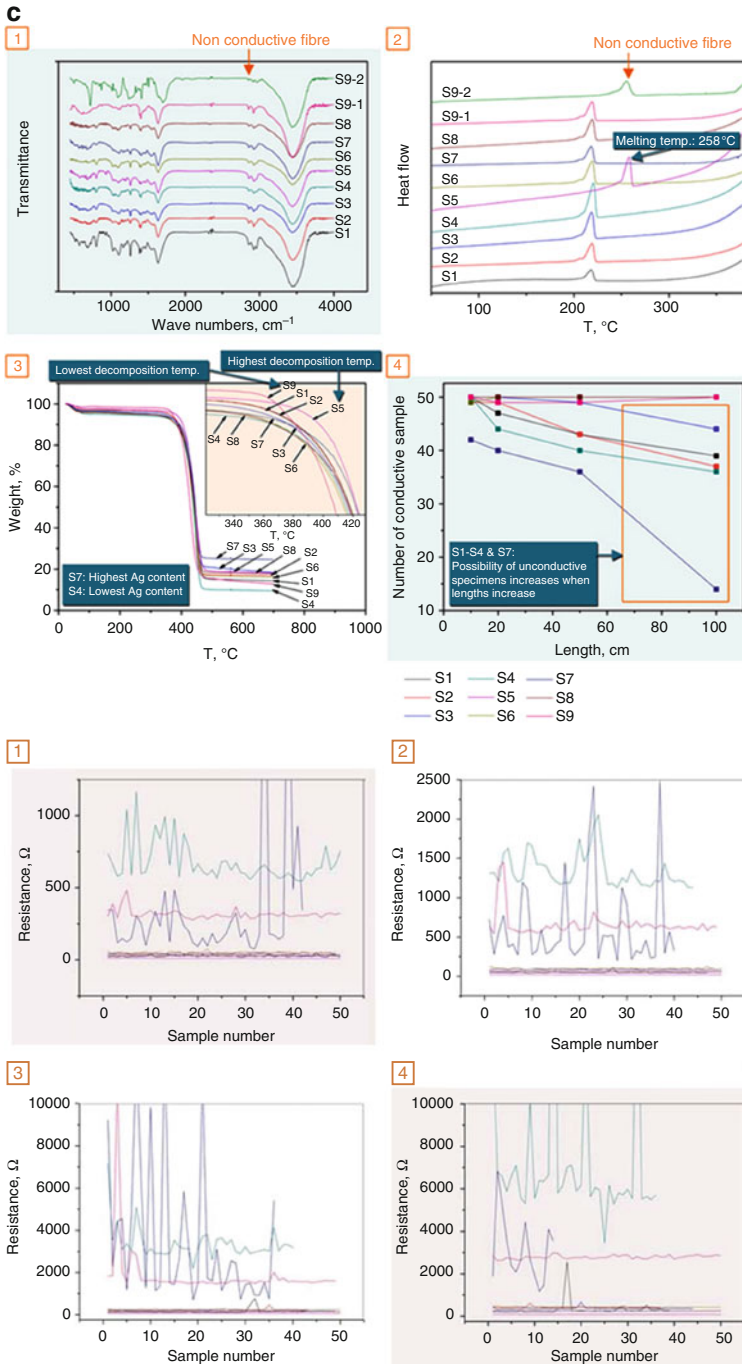 c
1
Non conductive fibre
S9-2
S9-1
S8
S7
S6
S5
S4
S3
S2
S1
Transmittance
1000 2000 3000 4000
Wave numbers, cm⁻¹
2
Non conductive fibre
S9-2
S9-1
S8
S7
S6
S5
S4
S3
S2
S1
Melting temp.: 258 °C
Heat flow
100 200 300
T, °C
3
Lowest decomposition temp.
Highest decomposition temp.
S9
S1
S2
S5
S4
S8
S7
S3
S6
340 360 380 400 420
T, °C
100
80
60
40
20
0
Weight, %
S7 S3 S5 S8 S2
S6
S1
S9
S4
S7: Highest Ag content
S4: Lowest Ag content
0 200 400 600 800 1000
T, °C
4
50
40
30
20
10
Number of conductive sample
S1-S4 & S7:
Possibility of unconductive
specimens increases when
lengths increase
0 20 40 60 80 100
Length, cm
S1 S4 S7
S2 S5 S8
S3 S6 S9
1
1000
500
0
Resistance, Ω
0 10 20 30 40 50
Sample number
2
2500
2000
1500
1000
500
0
Resistance, Ω
0 10 20 30 40 50
Sample number
3
10000
8000
6000
4000
2000
0
Resistance, Ω
0 10 20 30 40 50
Sample number
4
10000
8000
6000
4000
2000
0
Resistance, Ω
0 10 20 30 40 50
Sample number